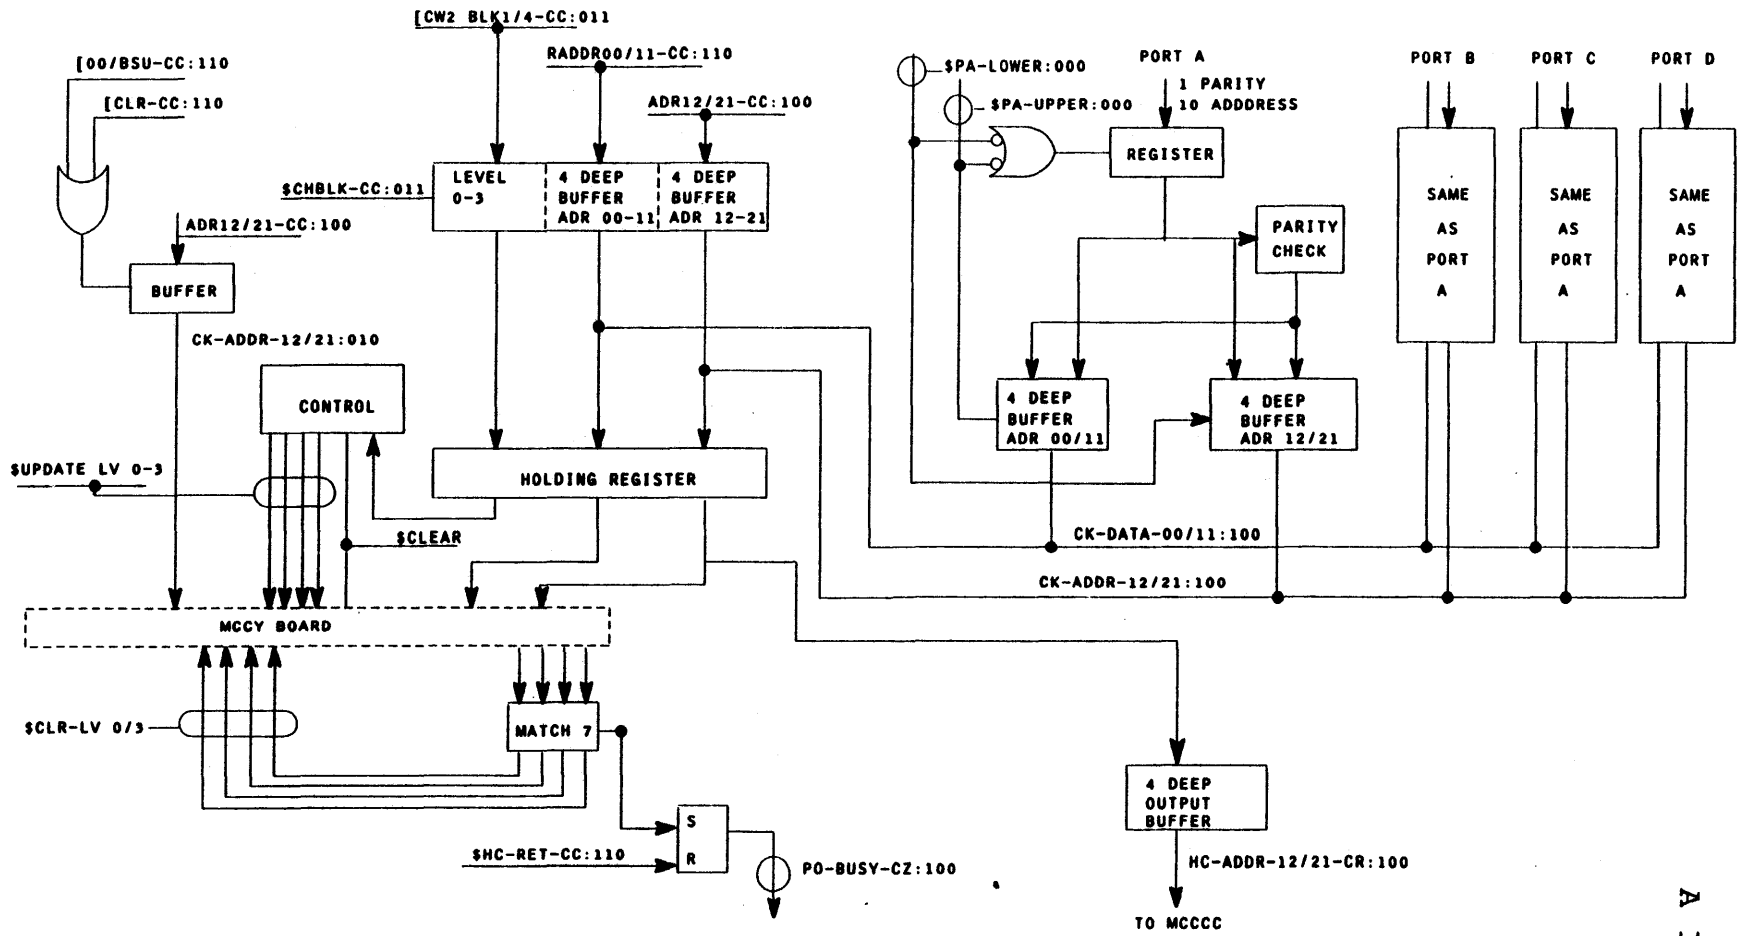 [CW2 BLK1/4-CC:011
RADDR00/11-CC:110
ADR12/21-CC:100
[00/BSU-CC:110
[CLR-CC:110
ADR12/21-CC:100
BUFFER
CK-ADDR-12/21:010
$CHBLK-CC:011
LEVEL
0-3
4 DEEP
BUFFER
ADR 00-11
4 DEEP
BUFFER
ADR 12-21
CONTROL
$UPDATE LV 0-3
$CLEAR
HOLDING REGISTER
MCCY BOARD
$CLR-LV 0/3
MATCH 7
$HC-RET-CC:110
S
R
PO-BUSY-CZ:100
$PA-LOWER:000
$PA-UPPER:000
PORT A
1 PARITY
10 ADDDRESS
REGISTER
PARITY
CHECK
4 DEEP
BUFFER
ADR 00/11
4 DEEP
BUFFER
ADR 12/21
CK-DATA-00/11:100
CK-ADDR-12/21:100
PORT B
SAME
AS
PORT
A
PORT C
SAME
AS
PORT
A
PORT D
SAME
AS
PORT
A
4 DEEP
OUTPUT
BUFFER
HC-ADDR-12/21-CR:100
TO MCCCC
A